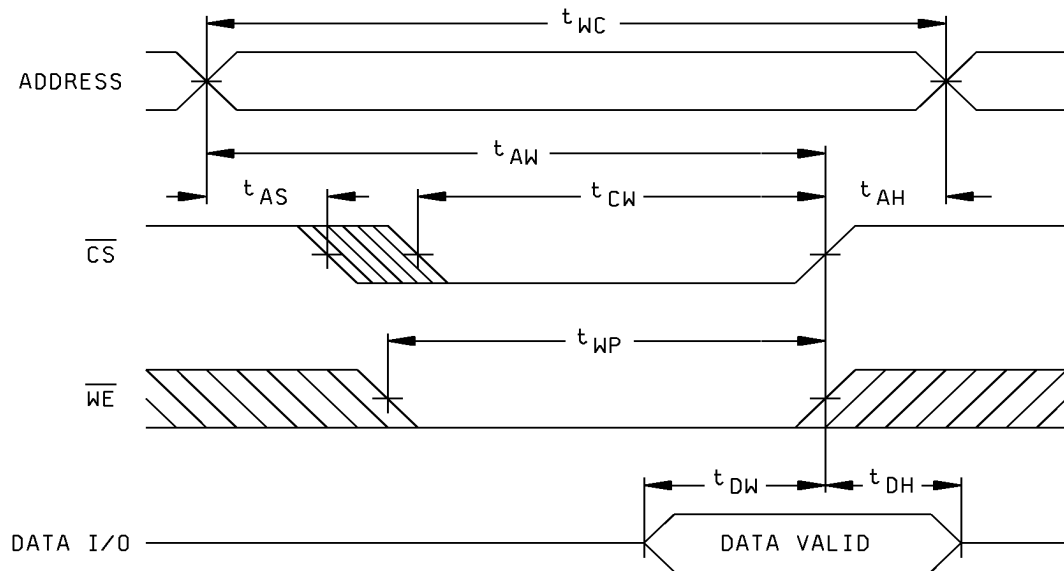 t WC
ADDRESS
t AW
t AS
t CW
t AH
CS
t WP
WE
t DW
t DH
DATA I/O
DATA VALID